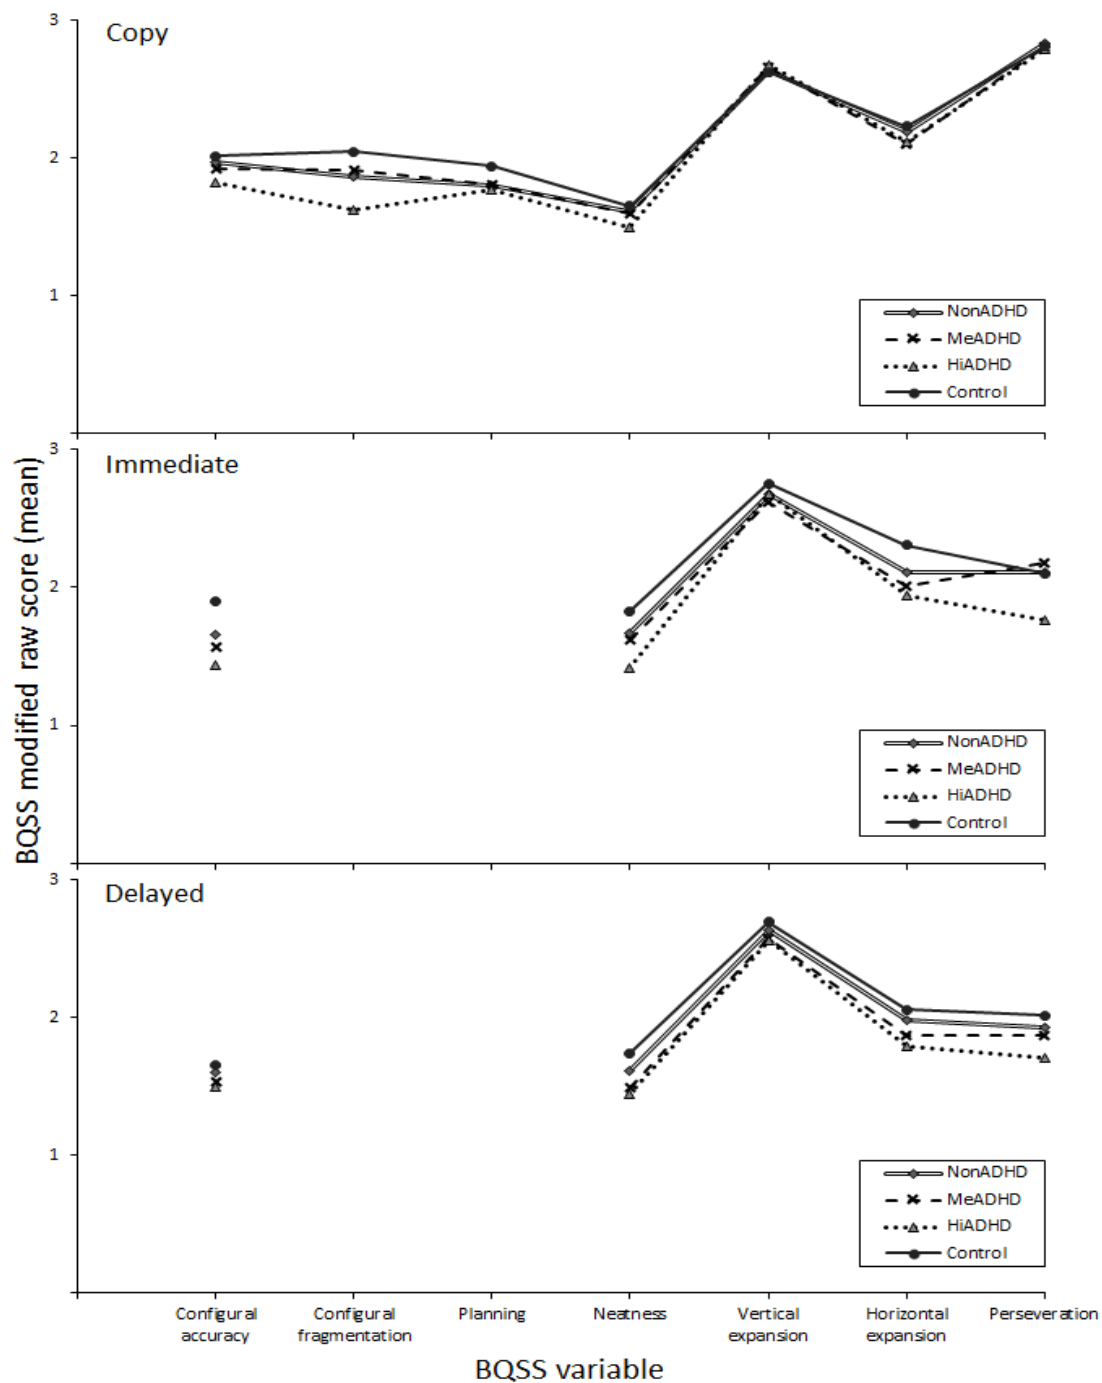 3
Copy
2
1
NonADHD
MeADHD
HiADHD
Control
BQSS modified raw score (mean)
3
Immediate
2
1
NonADHD
MeADHD
HiADHD
Control
3
Delayed
2
1
NonADHD
MeADHD
HiADHD
Control
Configural Configural Planning Neatness Vertical Horizontal Perseveration
accuracy fragmentation expansion expansion
BQSS variable